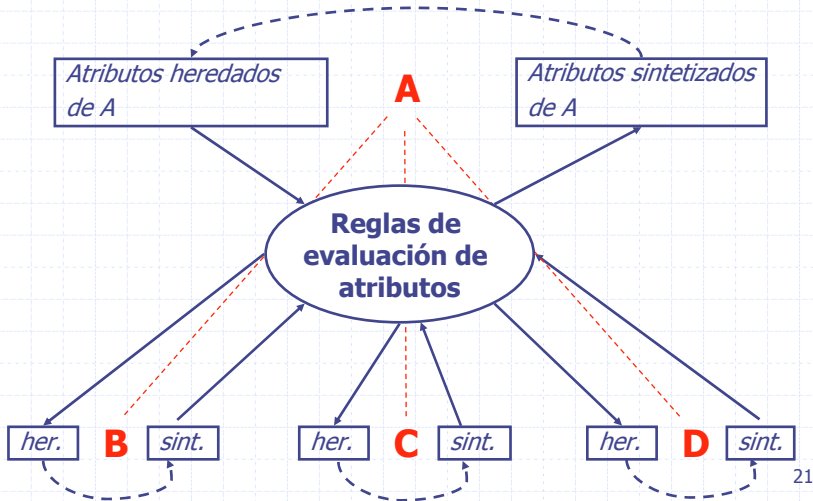 Atributos heredados
de A
A
Atributos sintetizados
de A
Reglas de
evaluación de
atributos
her.
B
sint.
her.
C
sint.
her.
D
sint.
21